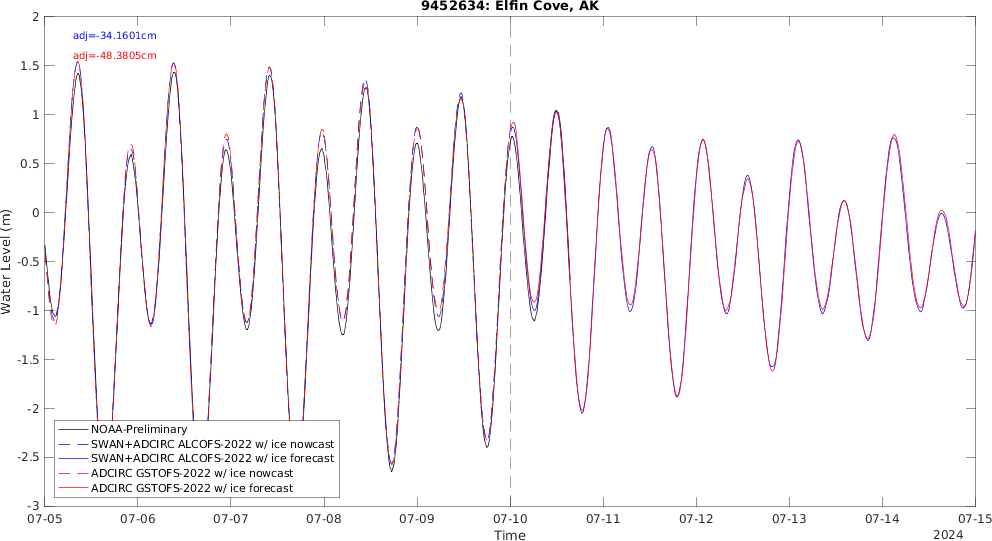 9452634: Elfin Cove, AK
adj=-34.1601cm
adj=-48.3805cm
2
1.5
1
0.5
0
-0.5
-1
-1.5
-2
-2.5
-3
Water Level (m)
NOAA-Preliminary
SWAN+ADCIRC ALCOFS-2022 w/ ice nowcast
SWAN+ADCIRC ALCOFS-2022 w/ ice forecast
ADCIRC GSTOFS-2022 w/ ice nowcast
ADCIRC GSTOFS-2022 w/ ice forecast
07-05 07-06 07-07 07-08 07-09 07-10 07-11 07-12 07-13 07-14 07-15
Time
2024